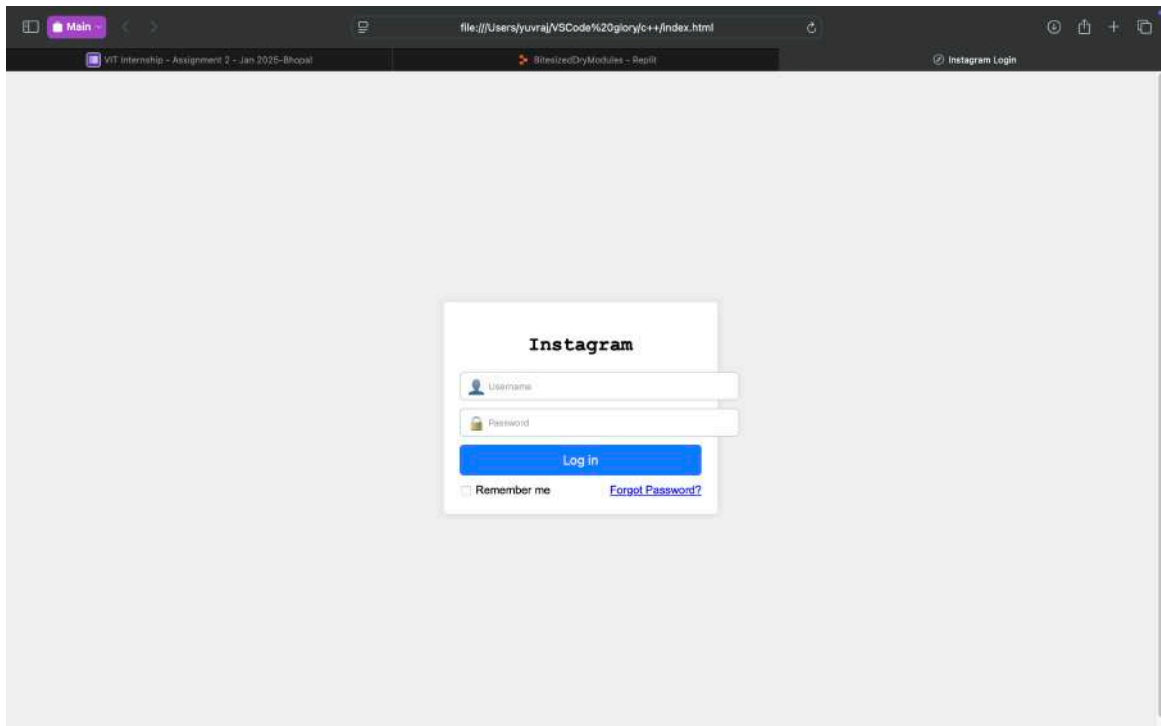 Main
file:///Users/yuvraj/VSCode%20glory/c++/index.html
VIT Internship - Assignment 2 - Jan 2025-Bhopal
BitesizedDryModules - Replit
Instagram Login
Instagram
Username
Password
Log in
Remember me Forgot Password?